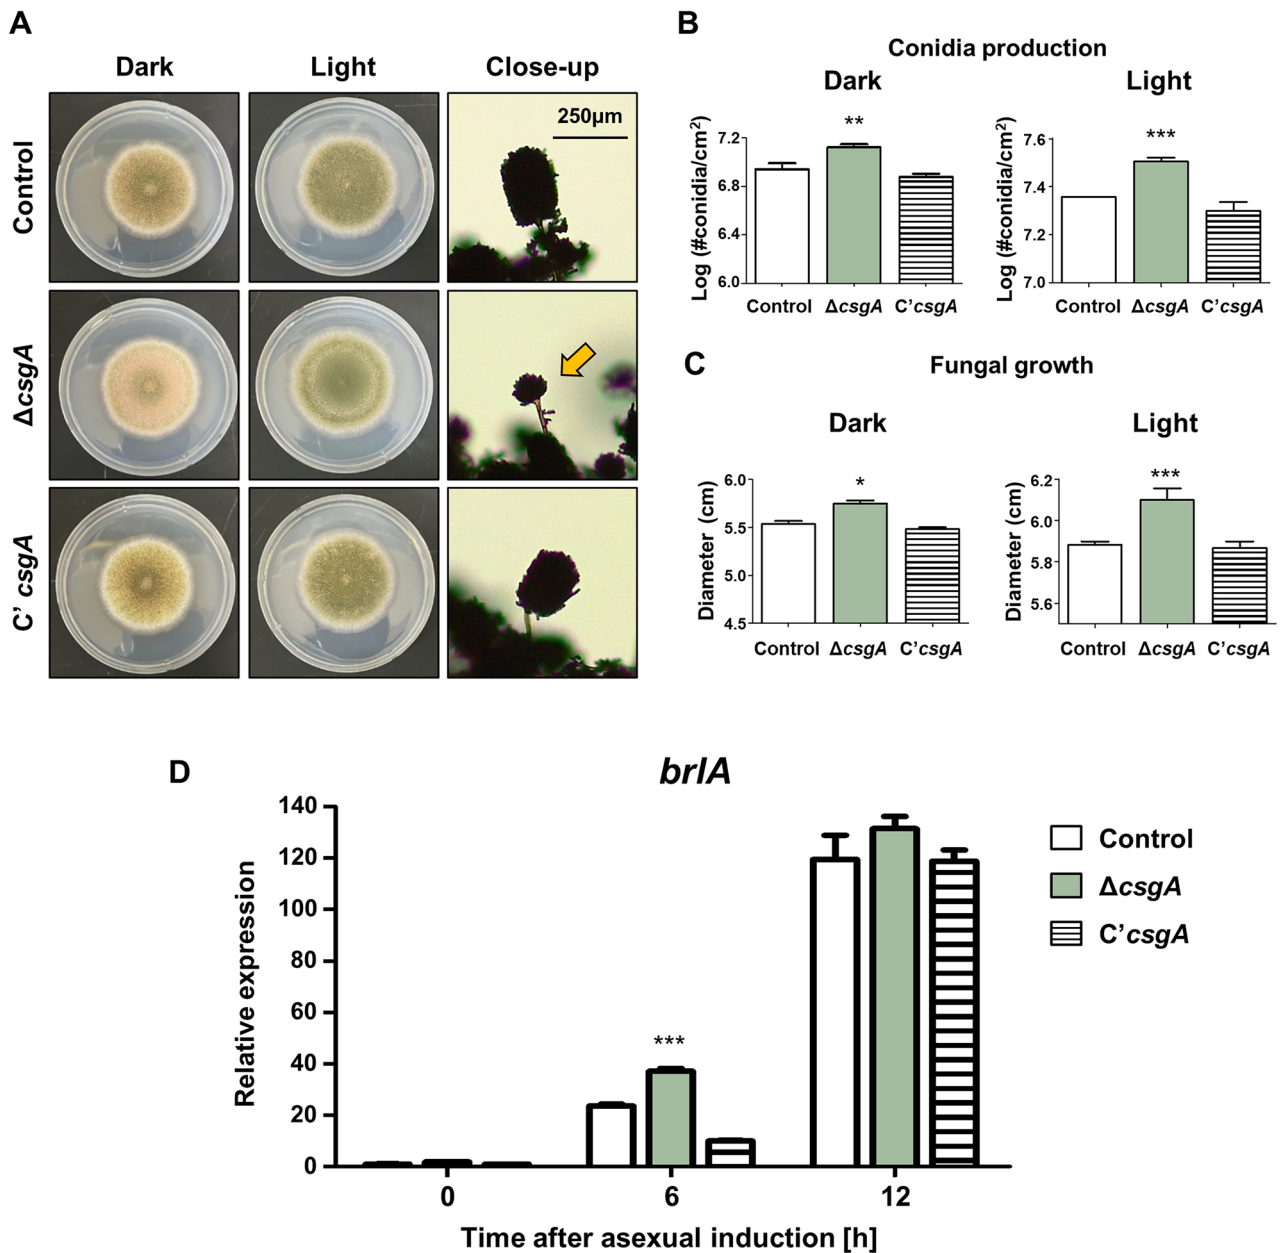 A
Dark
Light
Close-up
Control
250µm
ΔcsgA
C' csgA
B
Conidia production
Dark
Log (#conidia/cm²)
7.2
6.8
6.4
6.0
**
Control ΔcsgA C'csgA
Light
Log (#conidia/cm²)
7.6
7.4
7.2
7.0
***
Control ΔcsgA C'csgA
C
Fungal growth
Dark
Diameter (cm)
6.0
5.5
5.0
4.5
*
Control ΔcsgA C'csgA
Light
Diameter (cm)
6.2
6.0
5.8
5.6
***
Control ΔcsgA C'csgA
D
brlA
Relative expression
140
120
100
80
60
40
20
0
***
0 6 12
Time after asexual induction [h]
Control
ΔcsgA
C'csgA